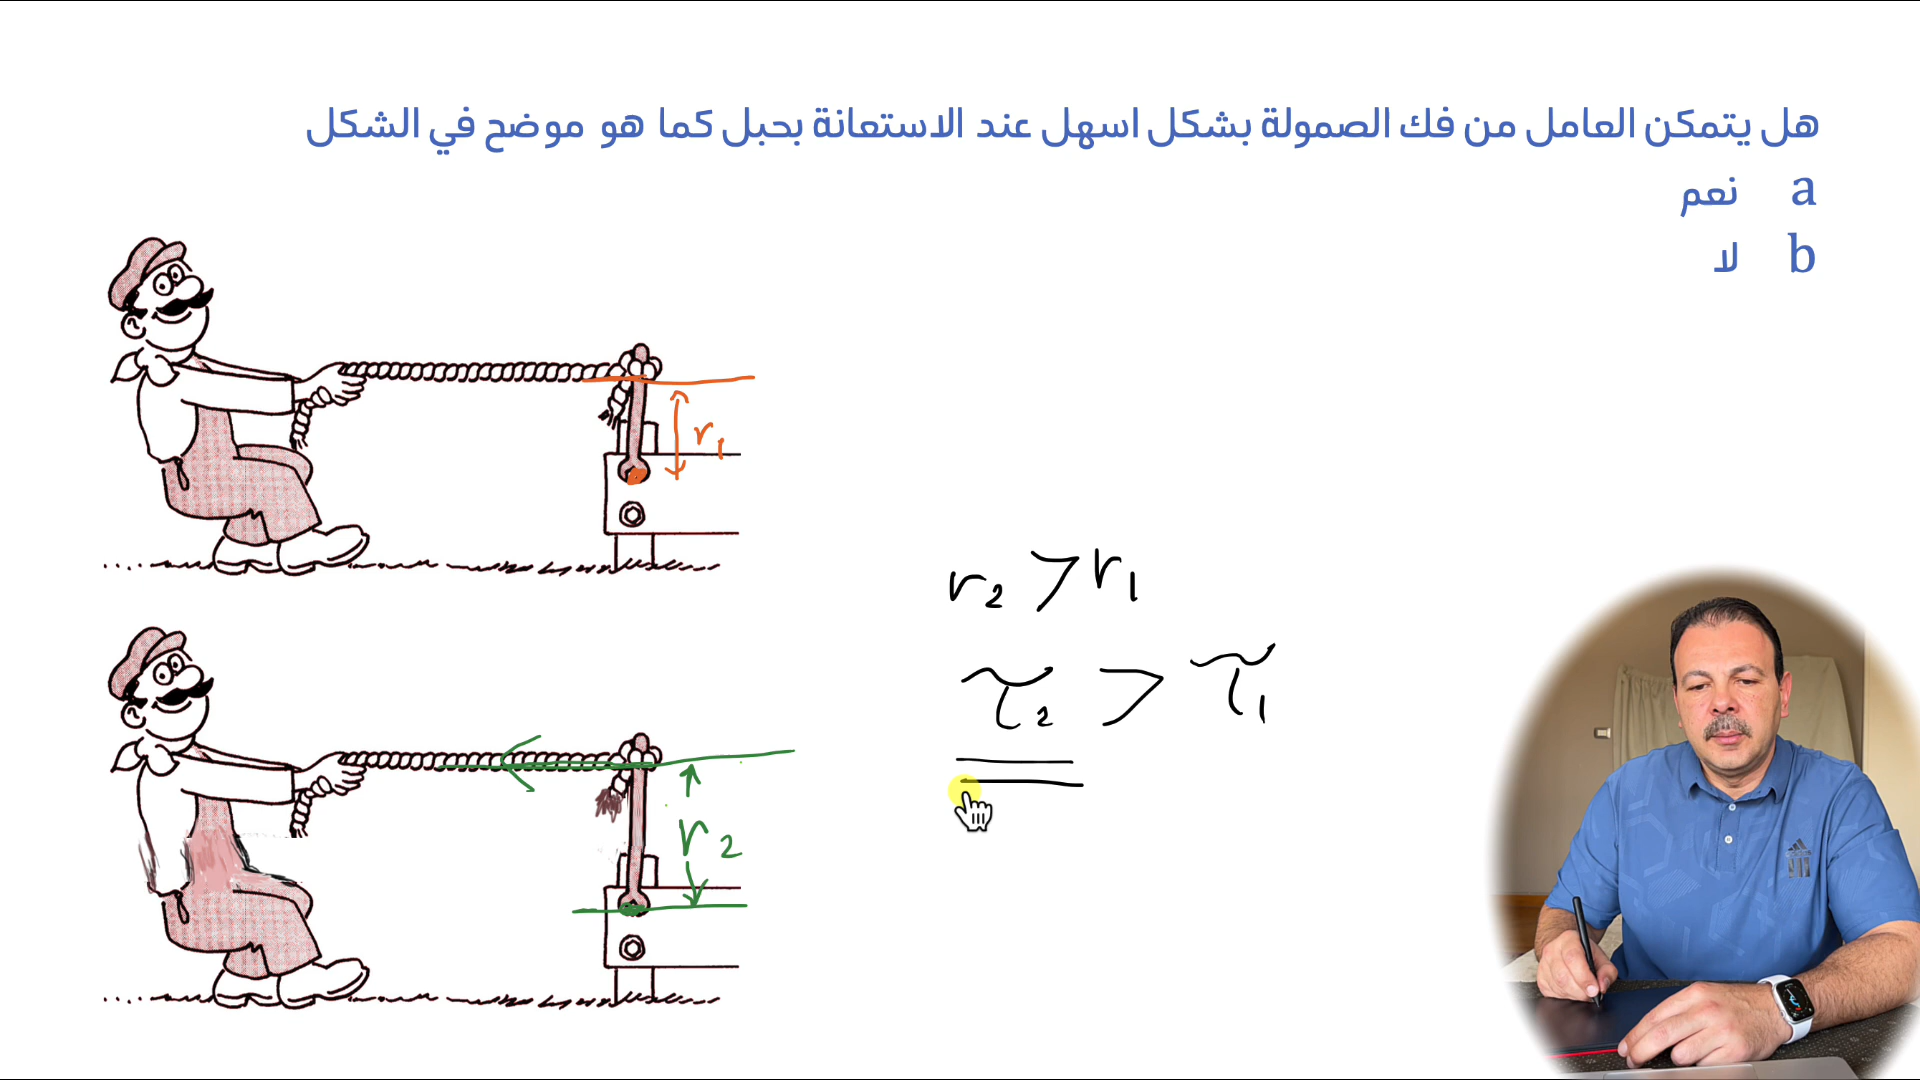 هل يتمكن العامل من فك الصمولة بشكل اسهل عند الاستعانة بحبل كما هو موضح في الشكل
a نعم
b لا
r₁
r₂ > r₁
τ₂ > τ₁
r₂